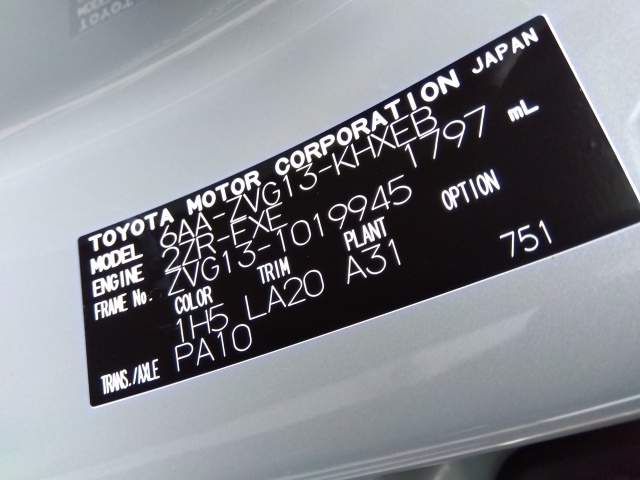 TOYOTA MOTOR CORPORATION JAPAN
MODEL 6AA-ZVG13-KHXEB
ENGINE 2ZR-EXE 1797 mL
FRAME No. ZVG13-1019945
COLOR TRIM PLANT OPTION
1H5 LA20 A31 751
TRANS./AXLE PA10